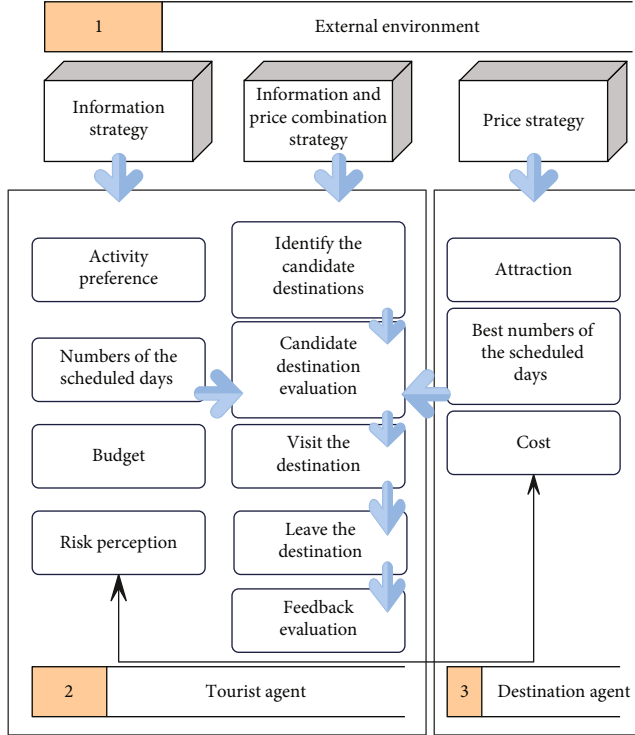 1
External environment
Information
strategy
Information and
price combination
strategy
Price strategy
Activity
preference
Numbers of the
scheduled days
Budget
Risk perception
Identify the
candidate
destinations
Candidate
destination
evaluation
Visit the
destination
Leave the
destination
Feedback
evaluation
Attraction
Best numbers of
the scheduled
days
Cost
2
Tourist agent
3
Destination agent